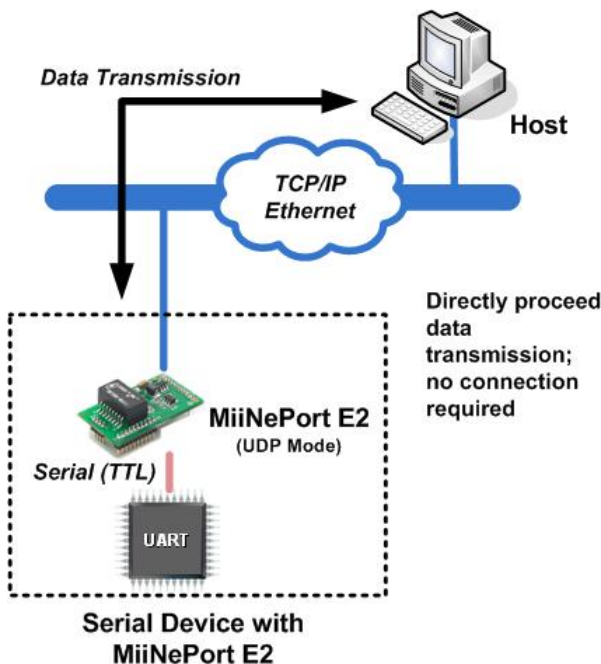 Data Transmission
Host
TCP/IP
Ethernet
Directly proceed
data
transmission;
no connection
required
MiiNePort E2
(UDP Mode)
Serial (TTL)
UART
Serial Device with
MiiNePort E2